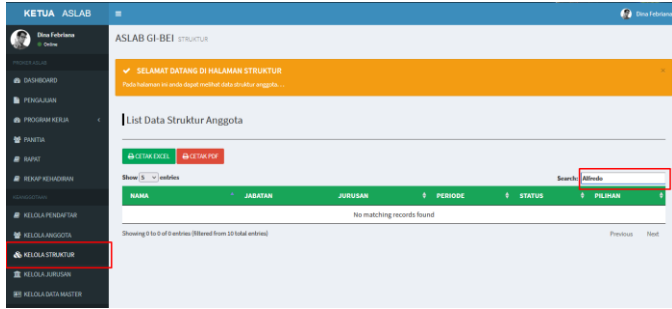 KETUA ASLAB
Dina Febriana
Dina Febriana
Online
ASLAB GI-BEI STRUKTUR
PROKER ASLAB
DASHBOARD
PENGAJUAN
PROGRAM KERJA
PANITIA
RAPAT
REKAP KEHADIRAN
KEANGGOTAAN
KELOLA PENDAFTAR
KELOLA ANGGOTA
KELOLA STRUKTUR
KELOLA JURUSAN
KELOLA DATA MASTER
SELAMAT DATANG DI HALAMAN STRUKTUR
Pada halaman ini anda dapat melihat data struktur anggota....
List Data Struktur Anggota
CETAK EXCEL CETAK PDF
Show 5 entries
Search: Alfredo
NAMA JABATAN JURUSAN PERIODE STATUS PILIHAN
No matching records found
Showing 0 to 0 of 0 entries (filtered from 10 total entries)
Previous Next